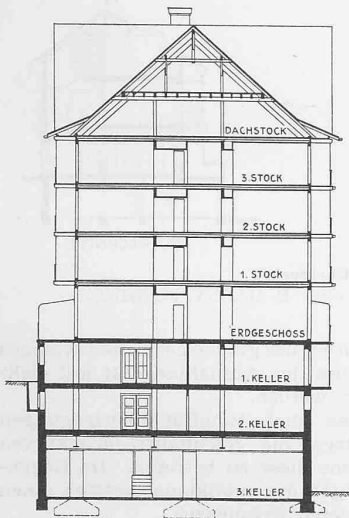 DACHSTOCK
3. STOCK
2. STOCK
1. STOCK
ERDGESCHOSS
1. KELLER
2. KELLER
3. KELLER